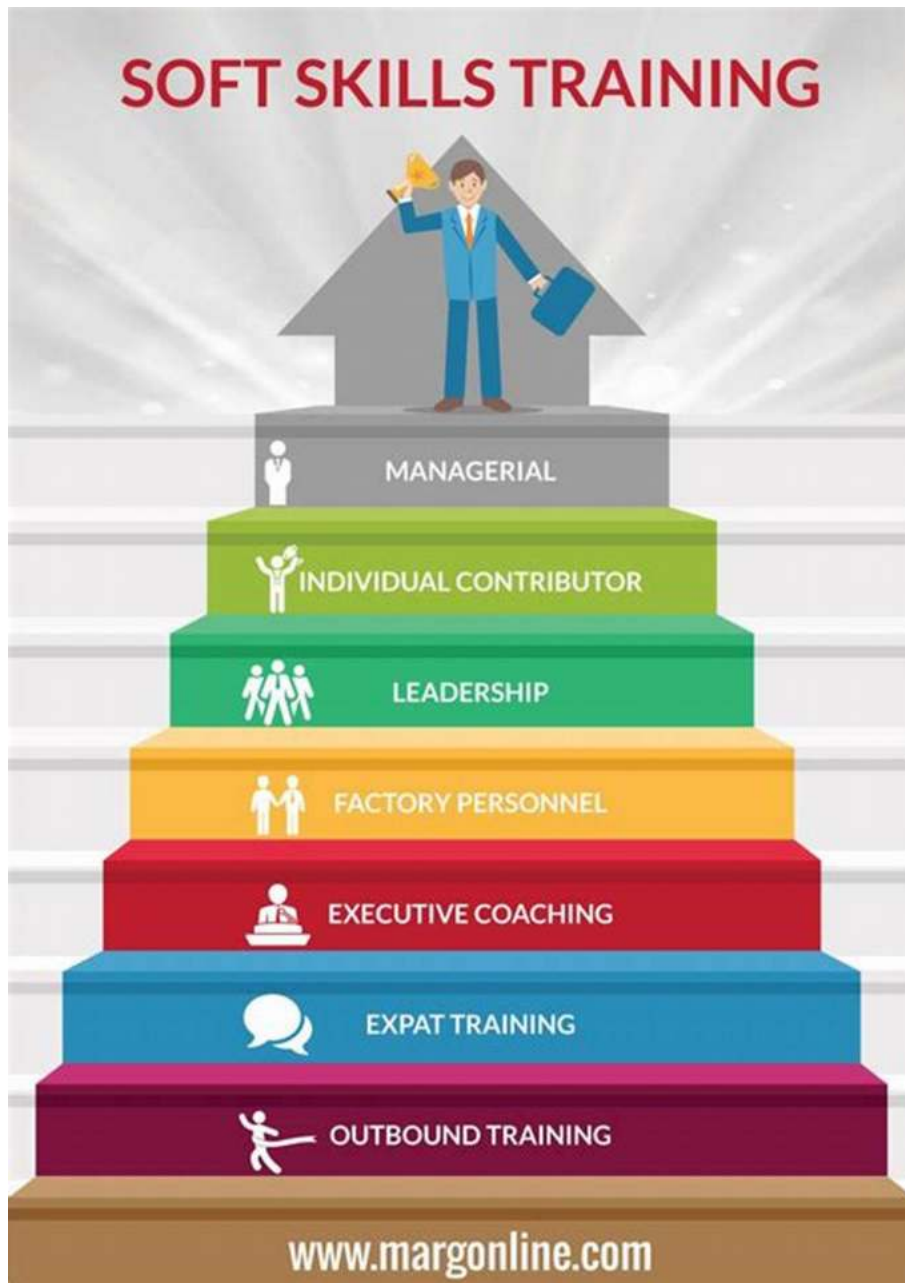 SOFT SKILLS TRAINING
MANAGERIAL
INDIVIDUAL CONTRIBUTOR
LEADERSHIP
FACTORY PERSONNEL
EXECUTIVE COACHING
EXPAT TRAINING
OUTBOUND TRAINING
www.margonline.com